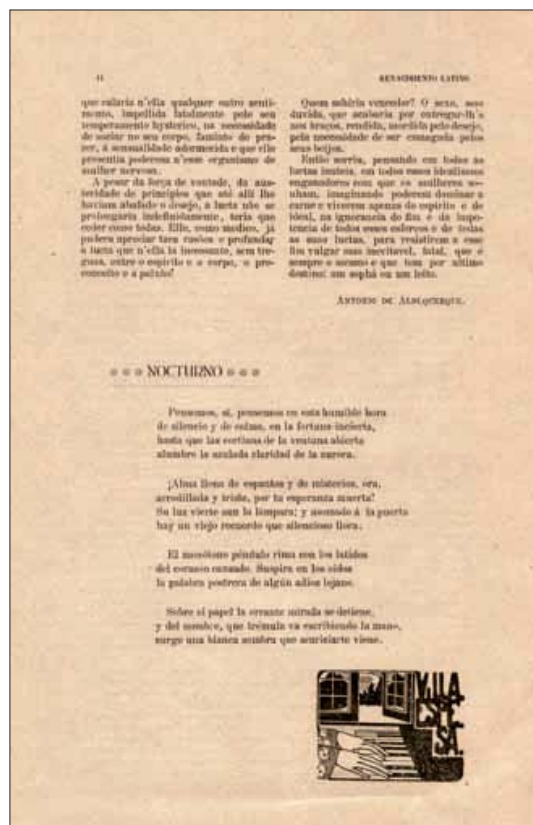 RENACIMIENTO LATINO
que calaria n'ella qualquer outro senti-
mento, impellida fatalmente pelo seu
temperamento hysterico, na necessidade
do seu corpo, faminto de pra-
zer, á sensualidade adormecida e que elle
presentia poderosa n'esse organismo de
mulher nervosa.
A pesar da força de vontade, da aus-
teridade de principios que até alli lhe
haviam abafado o desejo, a lucta não se
prolongaria indefinidamente, teria que
ceder como todas. Elle, como medico, já
pudera apreciar taes casões e profundar
a lucta que n'ella ia incessante, sem tre-
guas, entre o espirito e o corpo, o pre-
conceito e a
Quem sahiria vencedor? O sexo, sem
duvida, que acabaria por entregar-lh'a
nos braços, rendida, mordida pelo desejo,
pela necessidade de ser esmagada pelos
seus beijos.
Então sorria, pensando em todas as
luctas inuteis, em todos esses idealismos
enganadores com que as mulheres so-
nham, imaginando poderem dominar a
carne e viverem apenas do espirito e de
ideal, na ignorancia do fim e da impo-
tencia de todos esses esforços e de todas
as suas luctas, para resistirem a esse
fim vulgar mas inevitavel, fatal, que é
sempre o mesmo e que tem por ultimo
destino: um sophá ou um leito.
ANTONIO DE ALBUQUERQUE.
NOCTURNO
Pensemos, sí, pensemos en esta humilde hora
de silencio y de calma, en la fortuna incierta,
hasta que las cortinas de la ventana abierta
alumbre la azulada claridad de la aurora.
¡Alma llena de espantos y de misterios, ora,
arrodillada y triste, por tu esperanza muerta!
Su luz vierte aun la lámpara; y asomado á la puerta
hay un viejo recuerdo que silencioso llora.
El monótono péndulo rima con los latidos
del corazon cansado. Suspira en los oidos
la palabra postrera de algún adios lejano.
Sobre el papel la errante mirada se detiene,
y del nombre, que trémula va escribiendo la mano,
surge una blanca sombra que acariciarte viene.
VILLA
ESPE
SA.